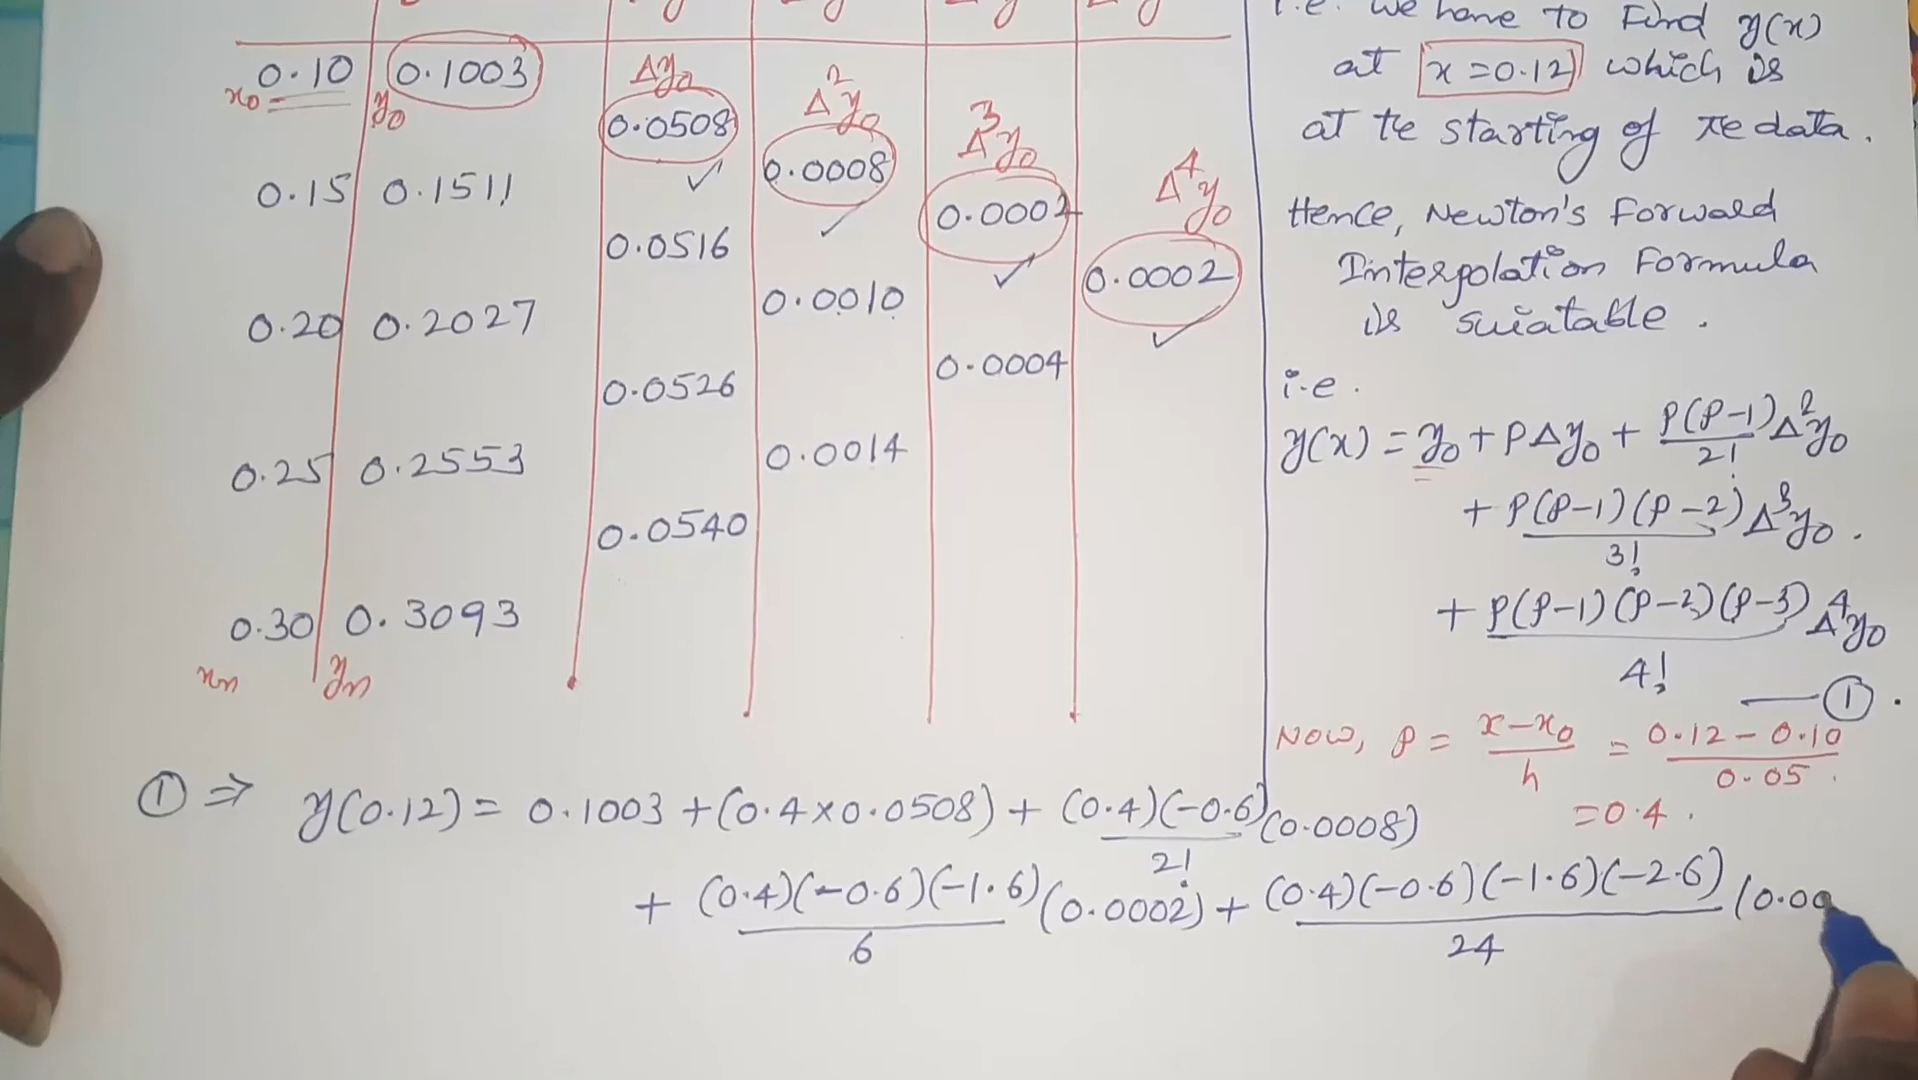 i.e. we have to Find y(x)
at x=0.12 which is
at the starting of the data.
Hence, Newton's Forward
Interpolation Formula
is suiatable.
i.e.
y(x) = y₀ + PΔy₀ + P(P-1)/2! Δ²y₀
+ P(P-1)(P-2)/3! Δ³y₀.
+ P(P-1)(P-2)(P-3)/4! Δ⁴y₀
— ①.
Now, P = x-x₀/h = 0.12-0.10/0.05.
=0.4.
0.10 0.1003 Δy₀
x₀ y₀ 0.0508 Δ²y₀
0.0008 Δ³y₀
0.15 0.1511 0.0002 Δ⁴y₀
0.0516 0.0002
0.20 0.2027 0.0010
0.0526 0.0004
0.25 0.2553 0.0014
0.0540
0.30 0.3093
xn yn
① ⇒ y(0.12) = 0.1003 + (0.4×0.0508) + (0.4)(-0.6)/2! (0.0008)
+ (0.4)(-0.6)(-1.6)/6 (0.0002) + (0.4)(-0.6)(-1.6)(-2.6)/24 (0.00